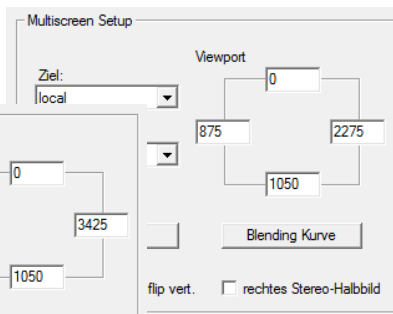 Multiscreen Setup
Viewport
Ziel:
local
0
875
2275
1050
0
3425
1050
Blending Kurve
flip vert.
rechtes Stereo-Halbbild